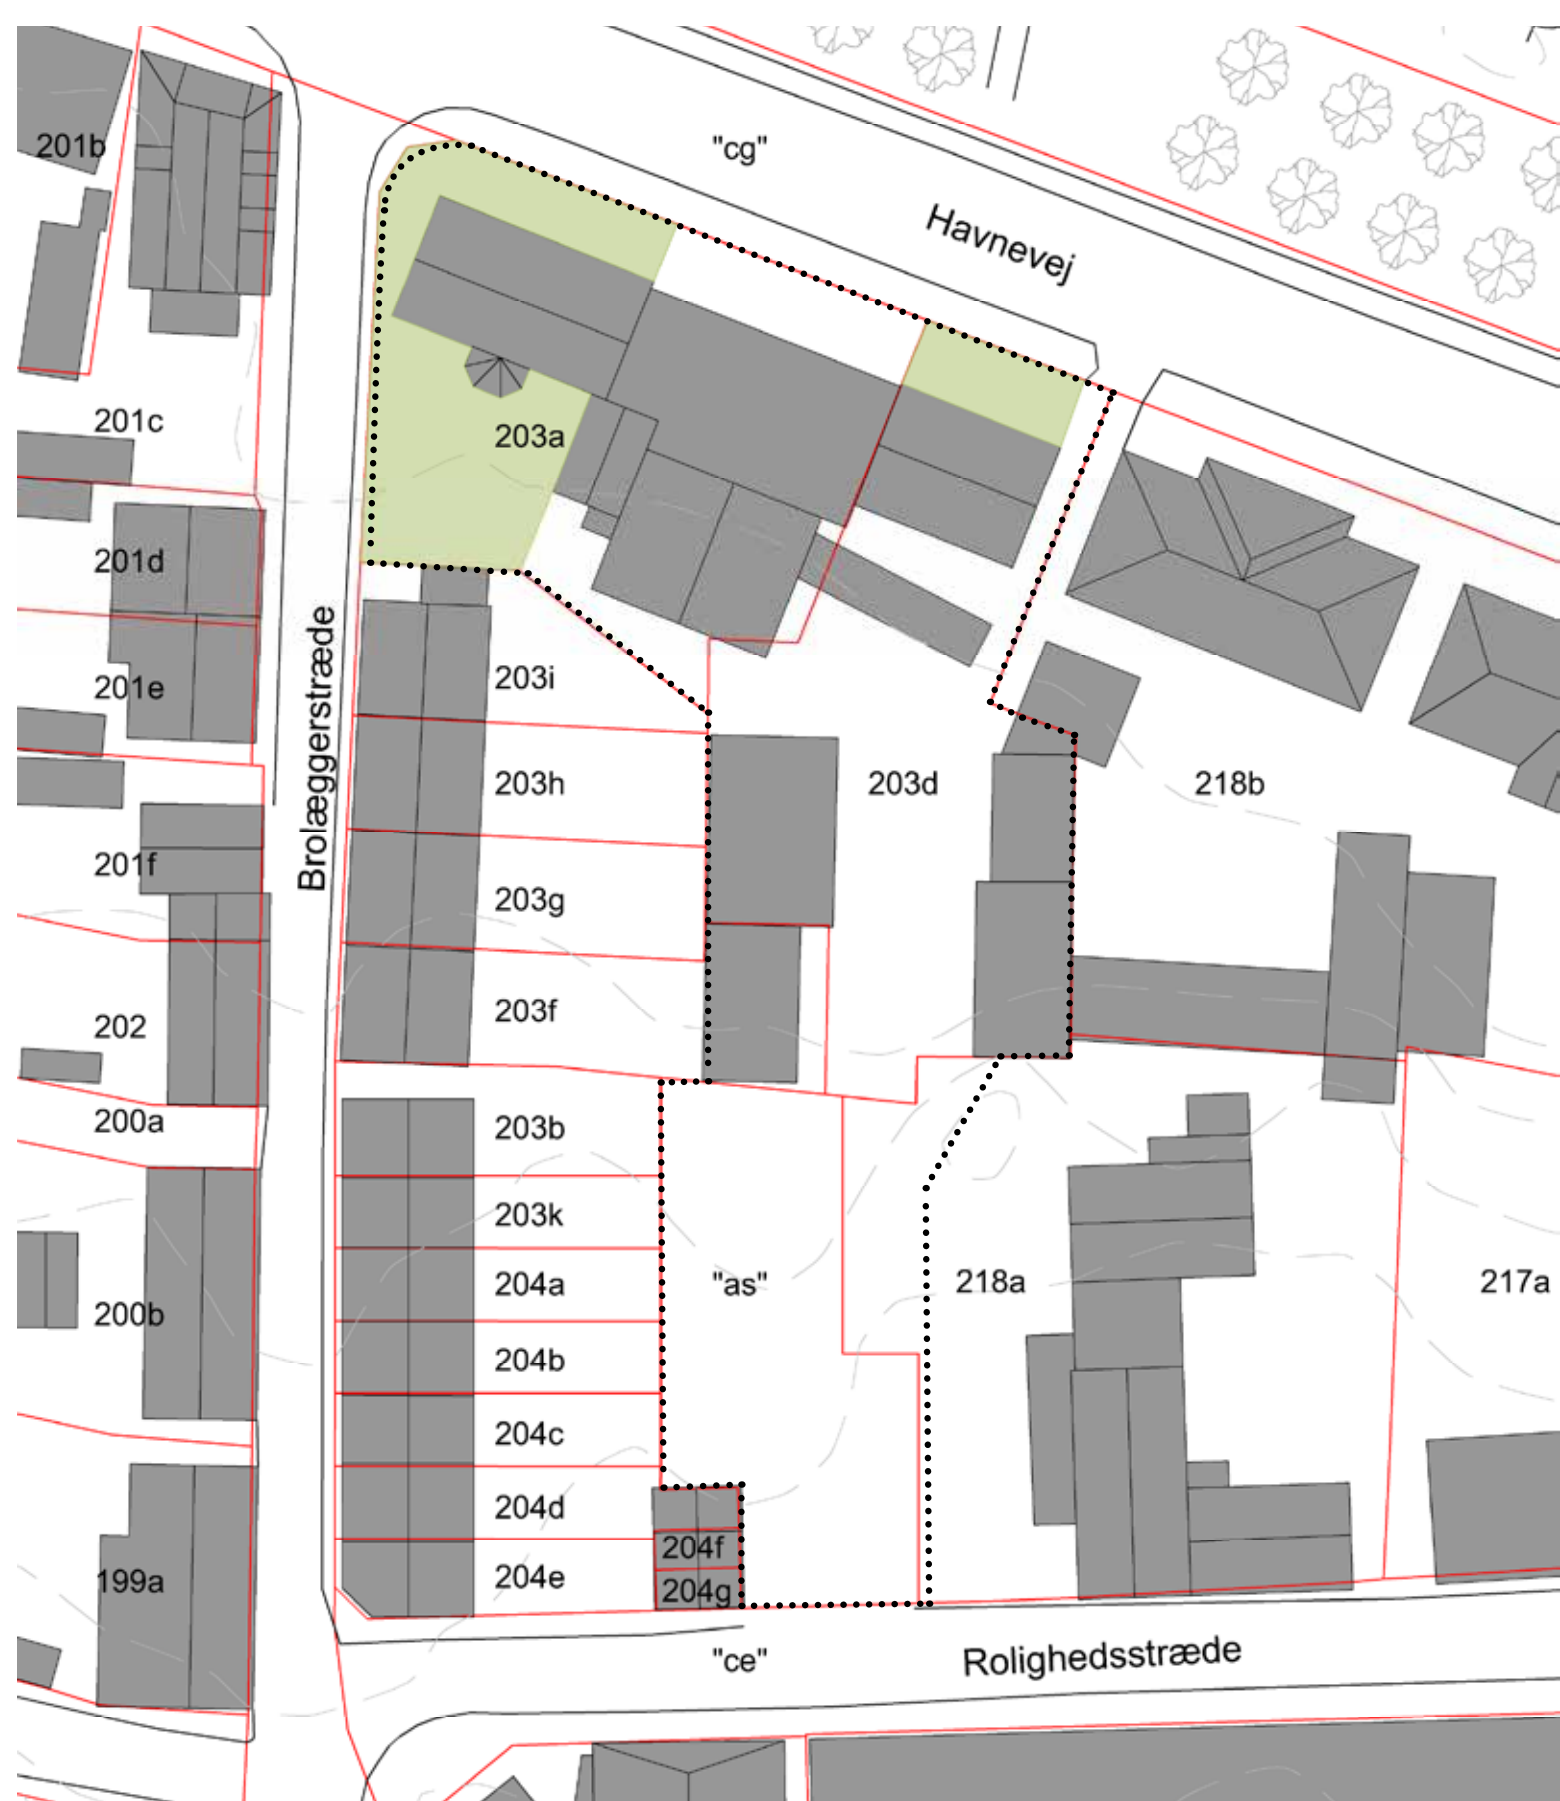 "cg"
201b
Havnevej
201c
203a
201d
203i
201e
Brolæggerstræde
203h
203d
218b
201f
203g
203f
202
200a
203b
203k
"as"
218a
217a
204a
200b
204b
204c
204d
204f
199a
204e
204g
"ce"
Rolighedsstræde